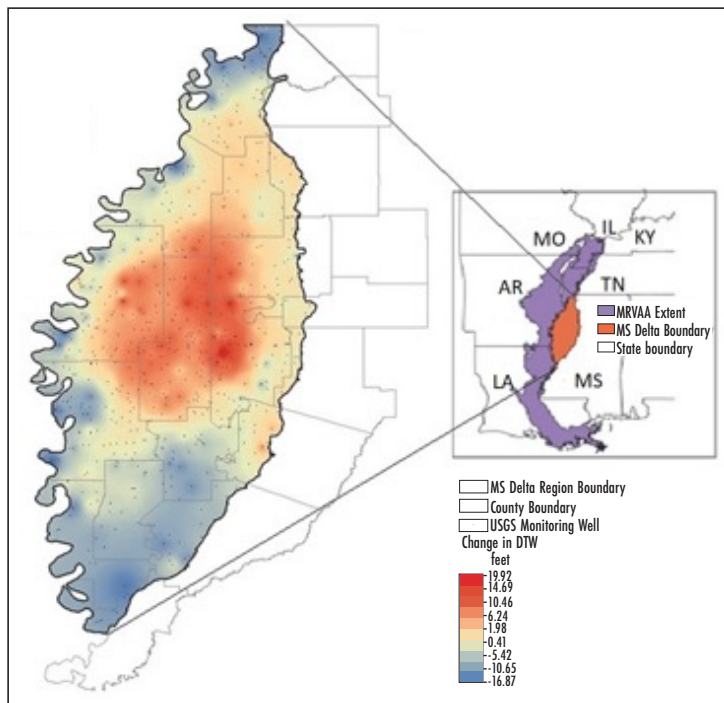 MO
IL
KY
AR
TN
MRVAA Extent
MS Delta Boundary
State boundary
LA
MS
MS Delta Region Boundary
County Boundary
USGS Monitoring Well
Change in DTW
feet
19.92
14.69
10.46
6.24
1.98
0.41
-5.42
-10.65
-16.87